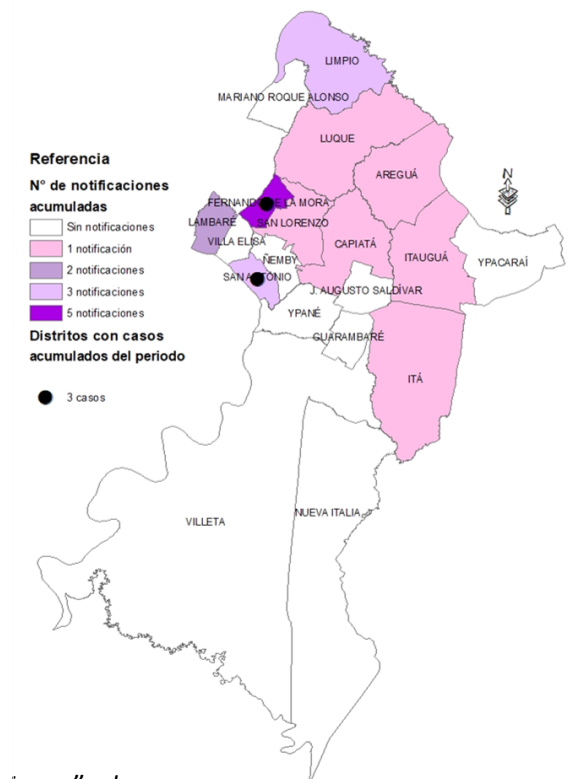 LIMPIO
MARIANO ROQUE ALONSO
LUQUE
Referencia
N° de notificaciones
acumuladas
Sin notificaciones
1 notificación
2 notificaciones
3 notificaciones
5 notificaciones
Distritos con casos
acumulados del periodo
3 casos
AREGUÁ
N
FERNANDO DE LA MORA
LAMBARÉ
SAN LORENZO
VILLA ELISA
CAPIATÁ
ITAUGUÁ
YPACARAÍ
ÑEMBY
SAN ANTONIO
J. AUGUSTO SALDÍVAR
YPANÉ
GUARAMBARÉ
ITÁ
NUEVA ITALIA
VILLETA